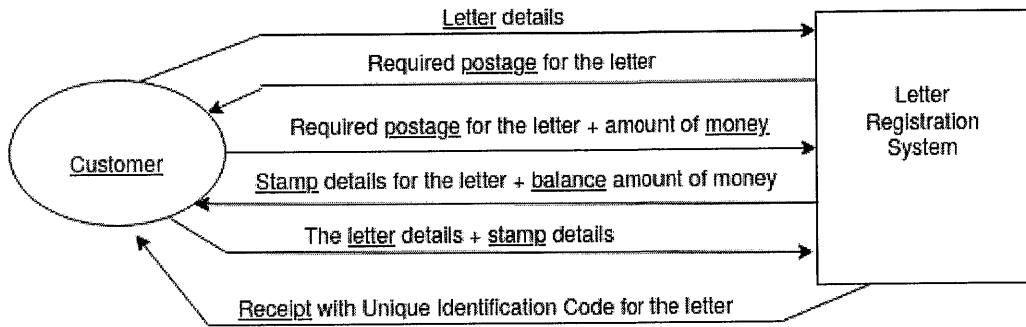 Letter details
Required postage for the letter
Letter
Registration
System
Required postage for the letter + amount of money
Customer
Stamp details for the letter + balance amount of money
The letter details + stamp details
Receipt with Unique Identification Code for the letter